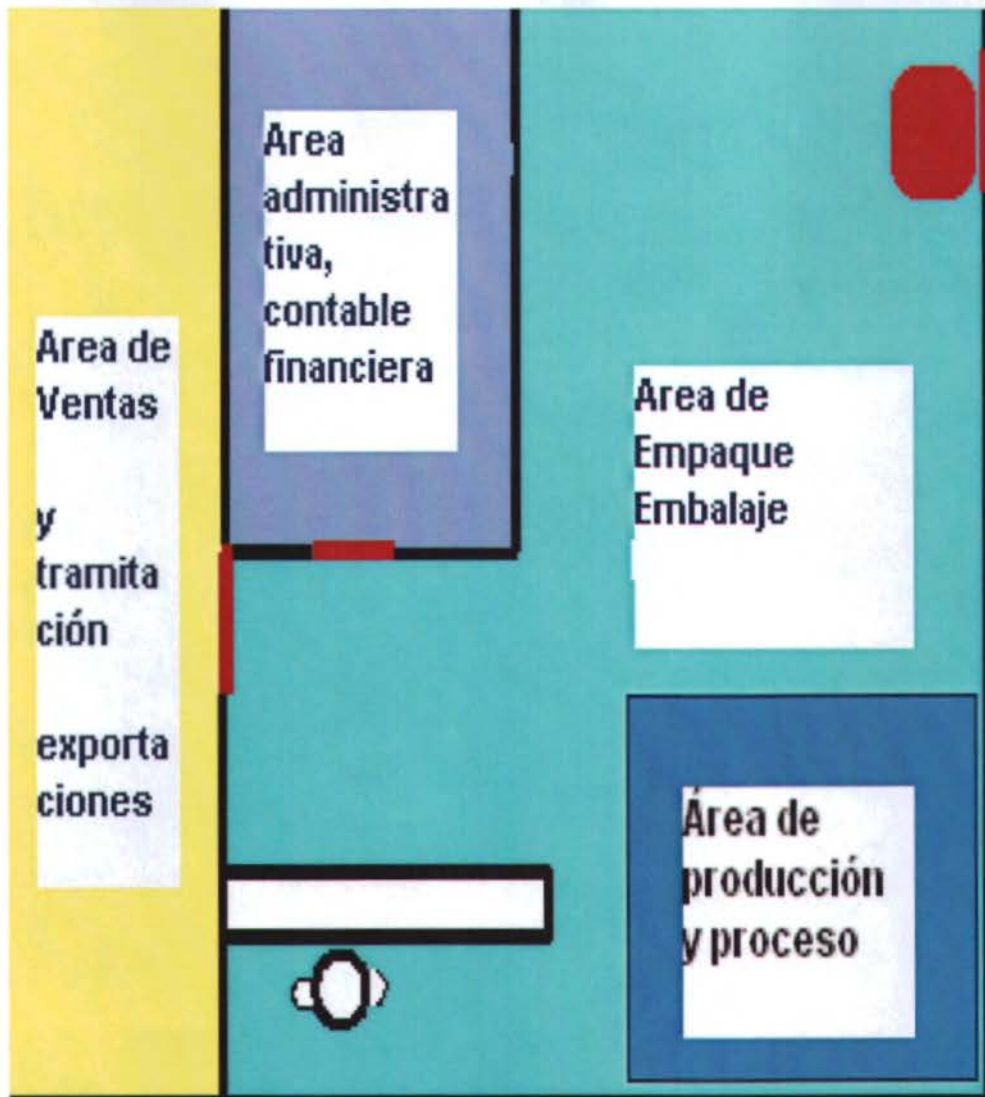 Area de
Ventas
y
tramita
ción
exporta
ciones
Area
administra
tiva,
contable
financiera
Area de
Empaque
Embalaje
Área de
producción
y proceso